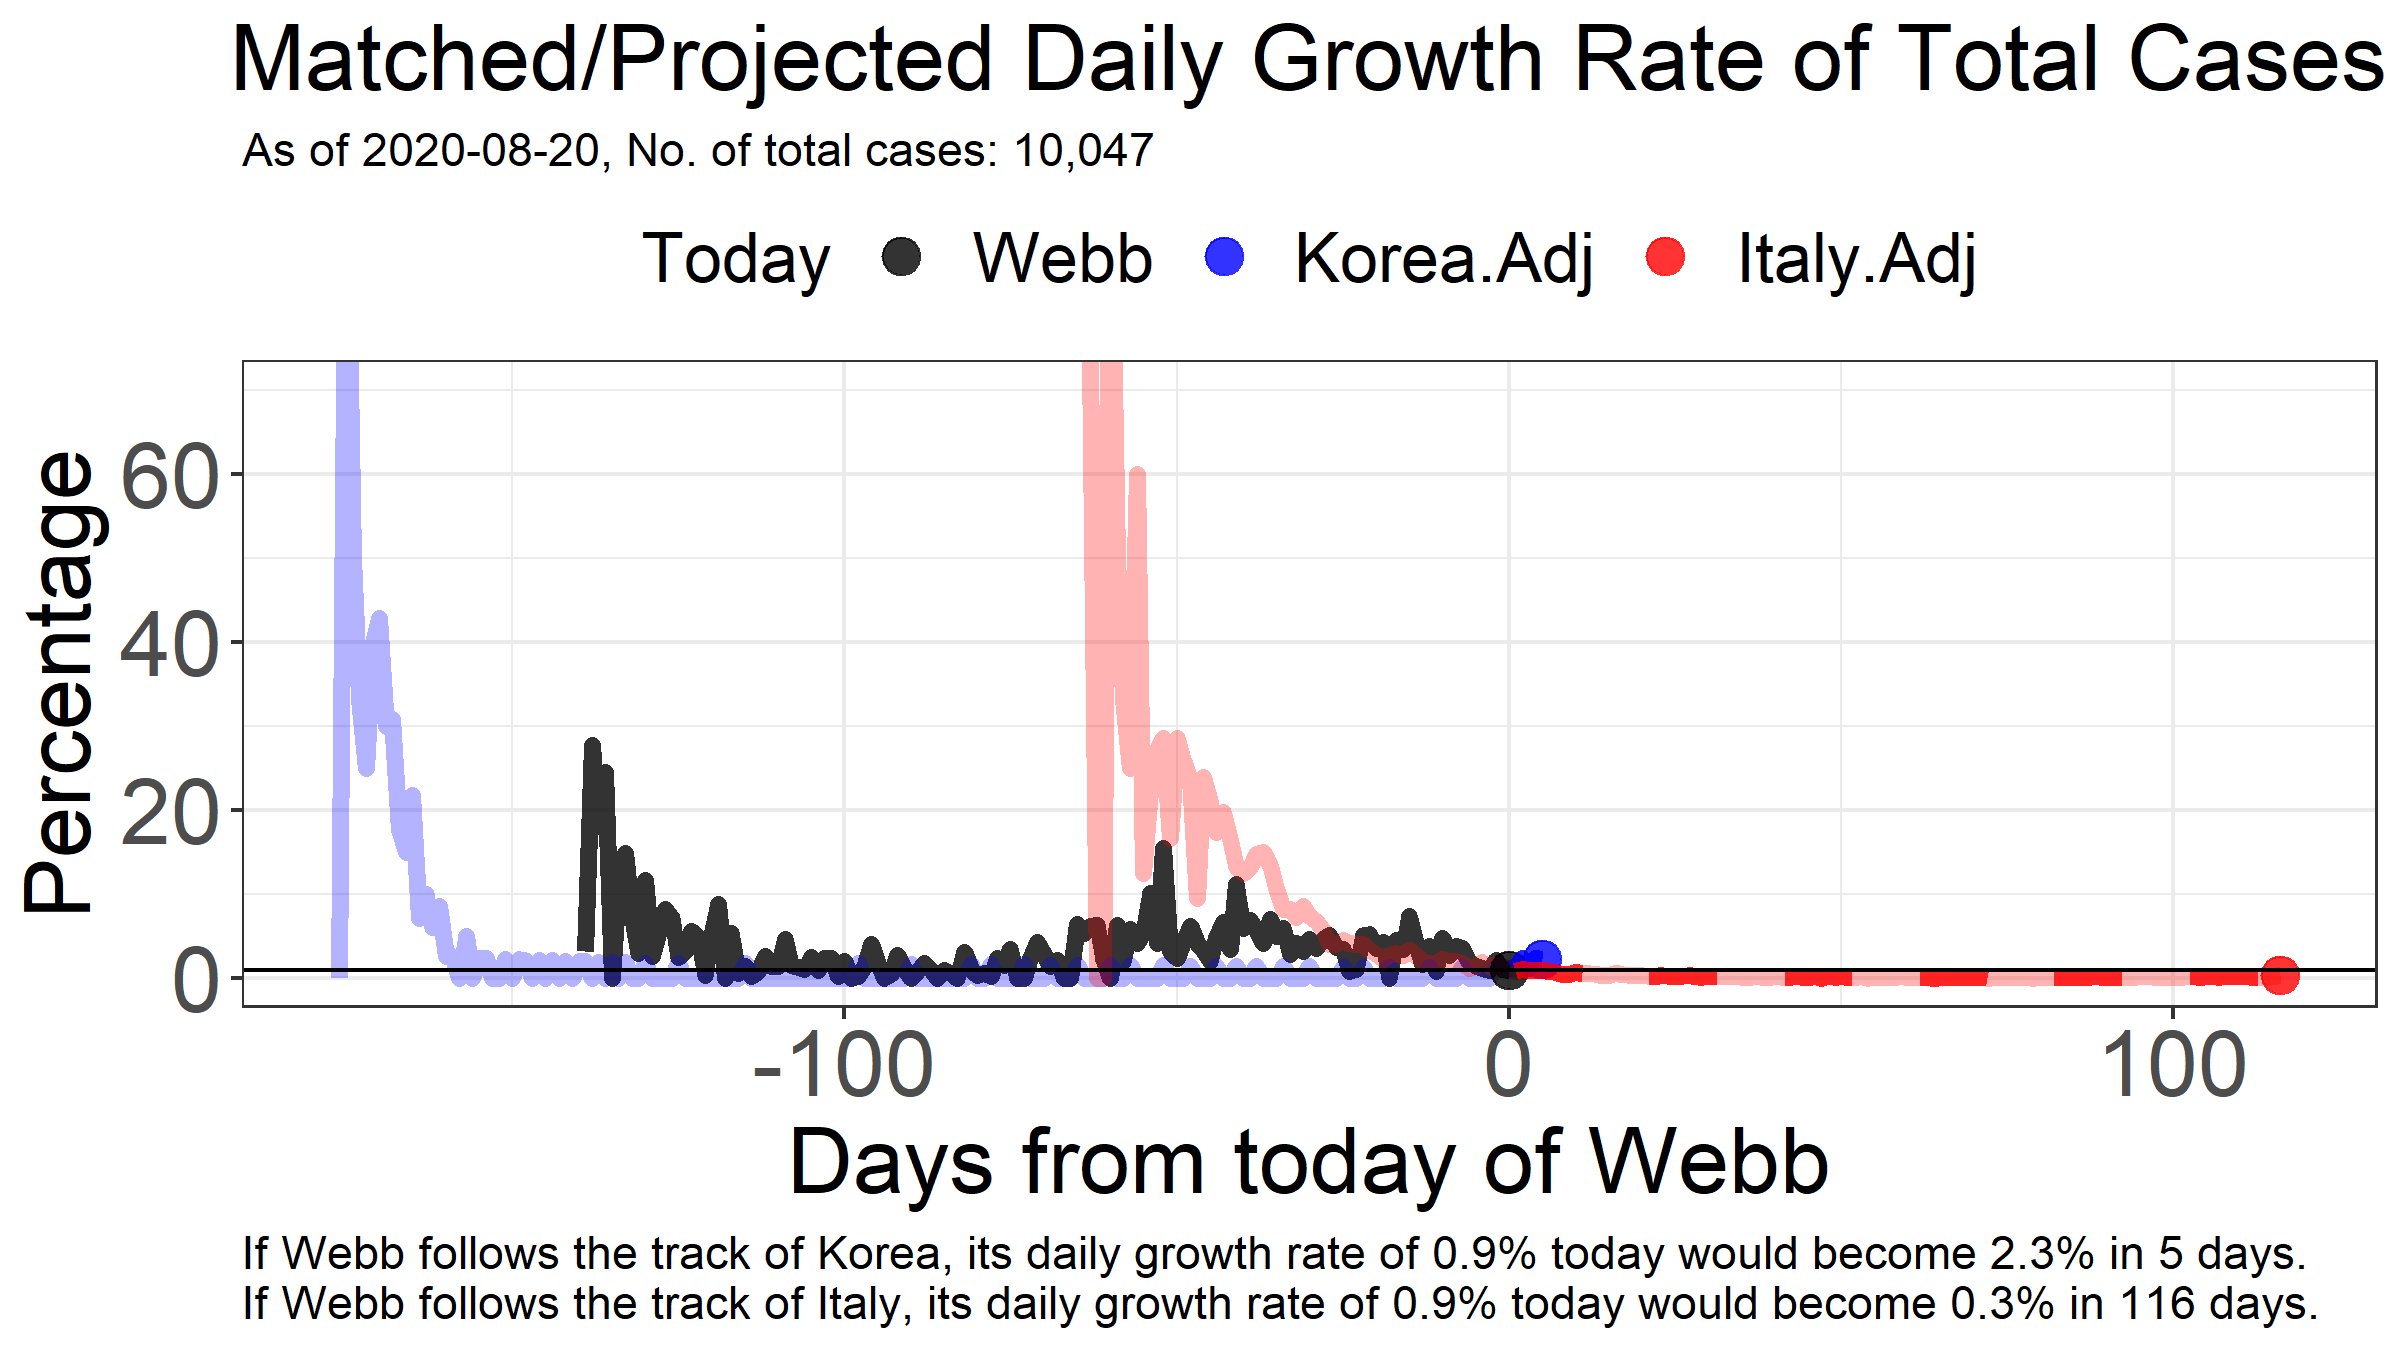 Matched/Projected Daily Growth Rate of Total Cases
As of 2020-08-20, No. of total cases: 10,047
Today Webb Korea.Adj Italy.Adj
Percentage
60
40
20
0
-100 0 100
Days from today of Webb
If Webb follows the track of Korea, its daily growth rate of 0.9% today would become 2.3% in 5 days.
If Webb follows the track of Italy, its daily growth rate of 0.9% today would become 0.3% in 116 days.